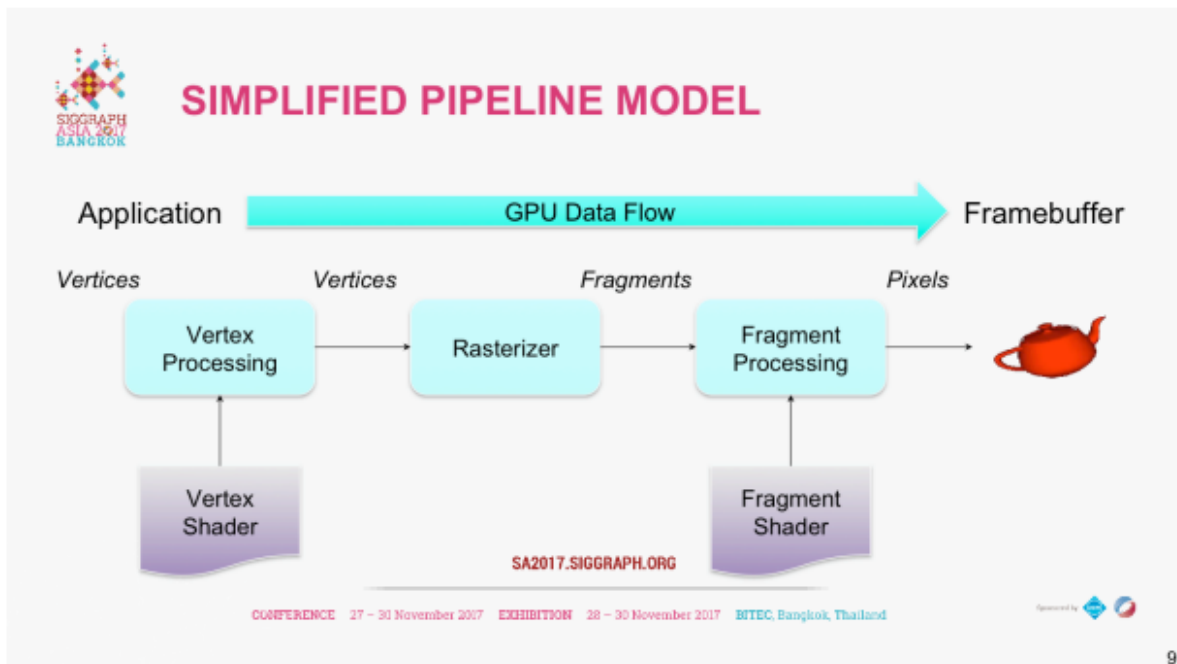 SIGGRAPH
ASIA 2017
BANGKOK
SIMPLIFIED PIPELINE MODEL
Application
GPU Data Flow
Framebuffer
Vertices
Vertices
Fragments
Pixels
Vertex
Processing
Rasterizer
Fragment
Processing
Vertex
Shader
Fragment
Shader
SA2017.SIGGRAPH.ORG
CONFERENCE 27 – 30 November 2017 EXHIBITION 28 – 30 November 2017 BITEC, Bangkok, Thailand
Sponsored by
9